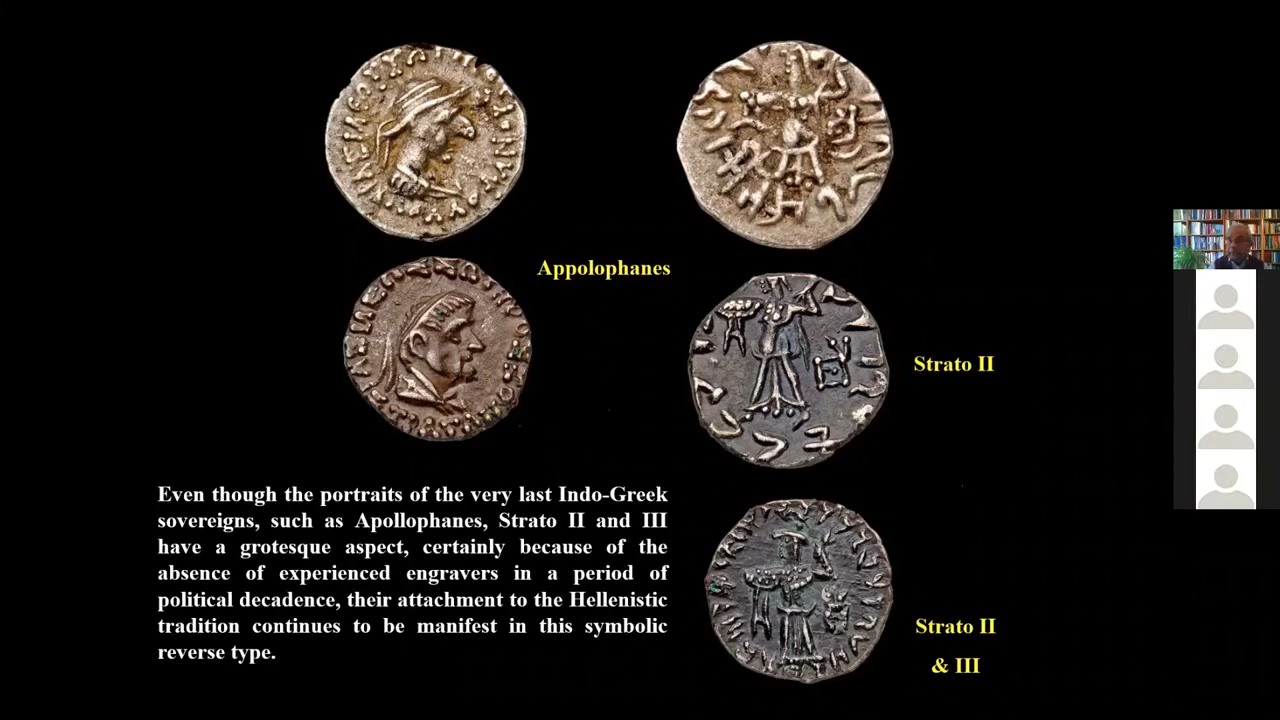 Appolophanes
Strato II
Even though the portraits of the very last Indo-Greek
sovereigns, such as Apollophanes, Strato II and III
have a grotesque aspect, certainly because of the
absence of experienced engravers in a period of
political decadence, their attachment to the Hellenistic
tradition continues to be manifest in this symbolic
reverse type.
Strato II
& III